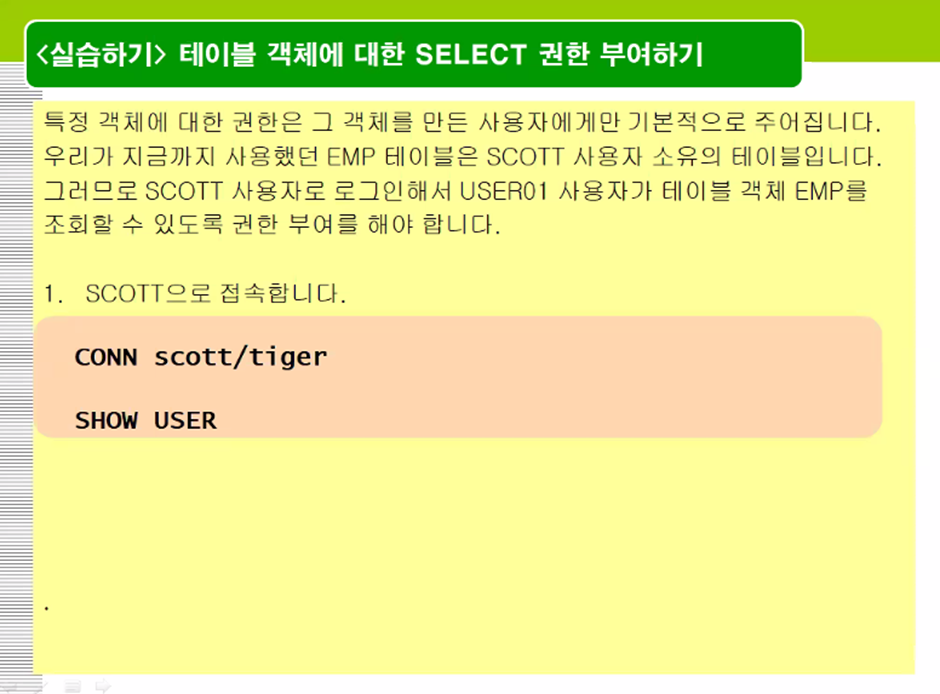 <실습하기> 테이블 객체에 대한 SELECT 권한 부여하기
특정 객체에 대한 권한은 그 객체를 만든 사용자에게만 기본적으로 주어집니다.
우리가 지금까지 사용했던 EMP 테이블은 SCOTT 사용자 소유의 테이블입니다.
그러므로 SCOTT 사용자로 로그인해서 USER01 사용자가 테이블 객체 EMP를
조회할 수 있도록 권한 부여를 해야 합니다.
1. SCOTT으로 접속합니다.
CONN scott/tiger
SHOW USER
.